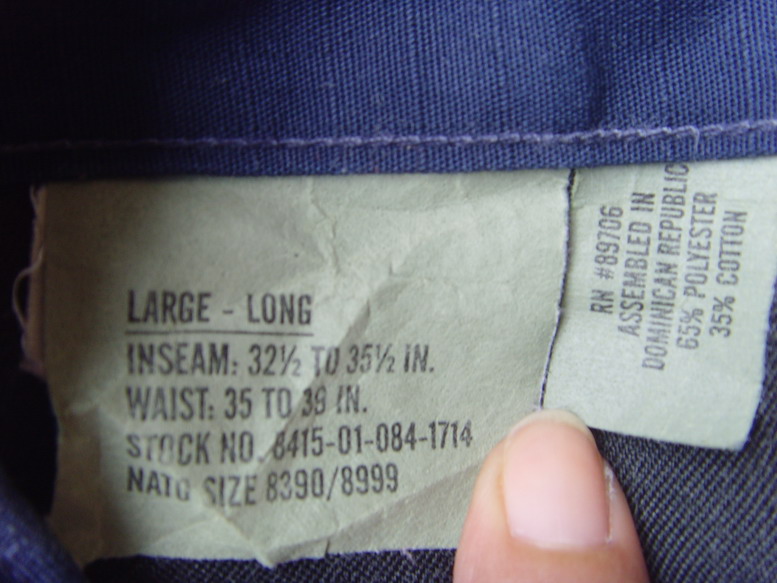 LARGE - LONG
INSEAM: 32½ TO 35½ IN.
WAIST: 35 TO 39 IN.
STOCK NO. 8415-01-084-1714
NATO SIZE 8390/8999
RN #89706
ASSEMBLED IN
DOMINICAN REPUBLIC
65% POLYESTER
35% COTTON